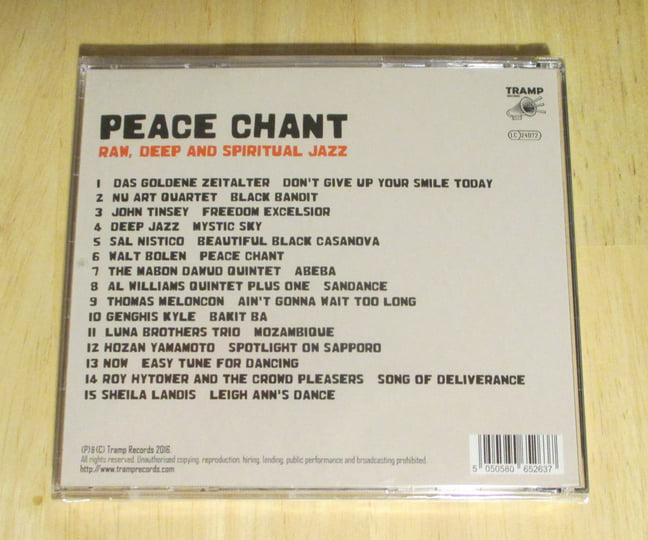 TRAMP
RECORDS
LC 24072
PEACE CHANT
RAW, DEEP AND SPIRITUAL JAZZ
1 DAS GOLDENE ZEITALTER DON'T GIVE UP YOUR SMILE TODAY
2 NU ART QUARTET BLACK BANDIT
3 JOHN TINSEY FREEDOM EXCELSIOR
4 DEEP JAZZ MYSTIC SKY
5 SAL NISTICO BEAUTIFUL BLACK CASANOVA
6 WALT BOLEN PEACE CHANT
7 THE MABON DAWUD QUINTET ABEBA
8 AL WILLIAMS QUINTET PLUS ONE SANDANCE
9 THOMAS MELONCON AIN'T GONNA WAIT TOO LONG
10 GENGHIS KYLE BAKIT BA
11 LUNA BROTHERS TRIO MOZAMBIQUE
12 HOZAN YAMAMOTO SPOTLIGHT ON SAPPORO
13 NOW EASY TUNE FOR DANCING
14 ROY HYTOWER AND THE CROWD PLEASERS SONG OF DELIVERANCE
15 SHEILA LANDIS LEIGH ANN'S DANCE
(P) & (C) Tramp Records 2016.
All rights reserved. Unauthorised copying, reproduction, hiring, lending, public performance and broadcasting prohibited.
http://www.tramprecords.com
5 050580 652637